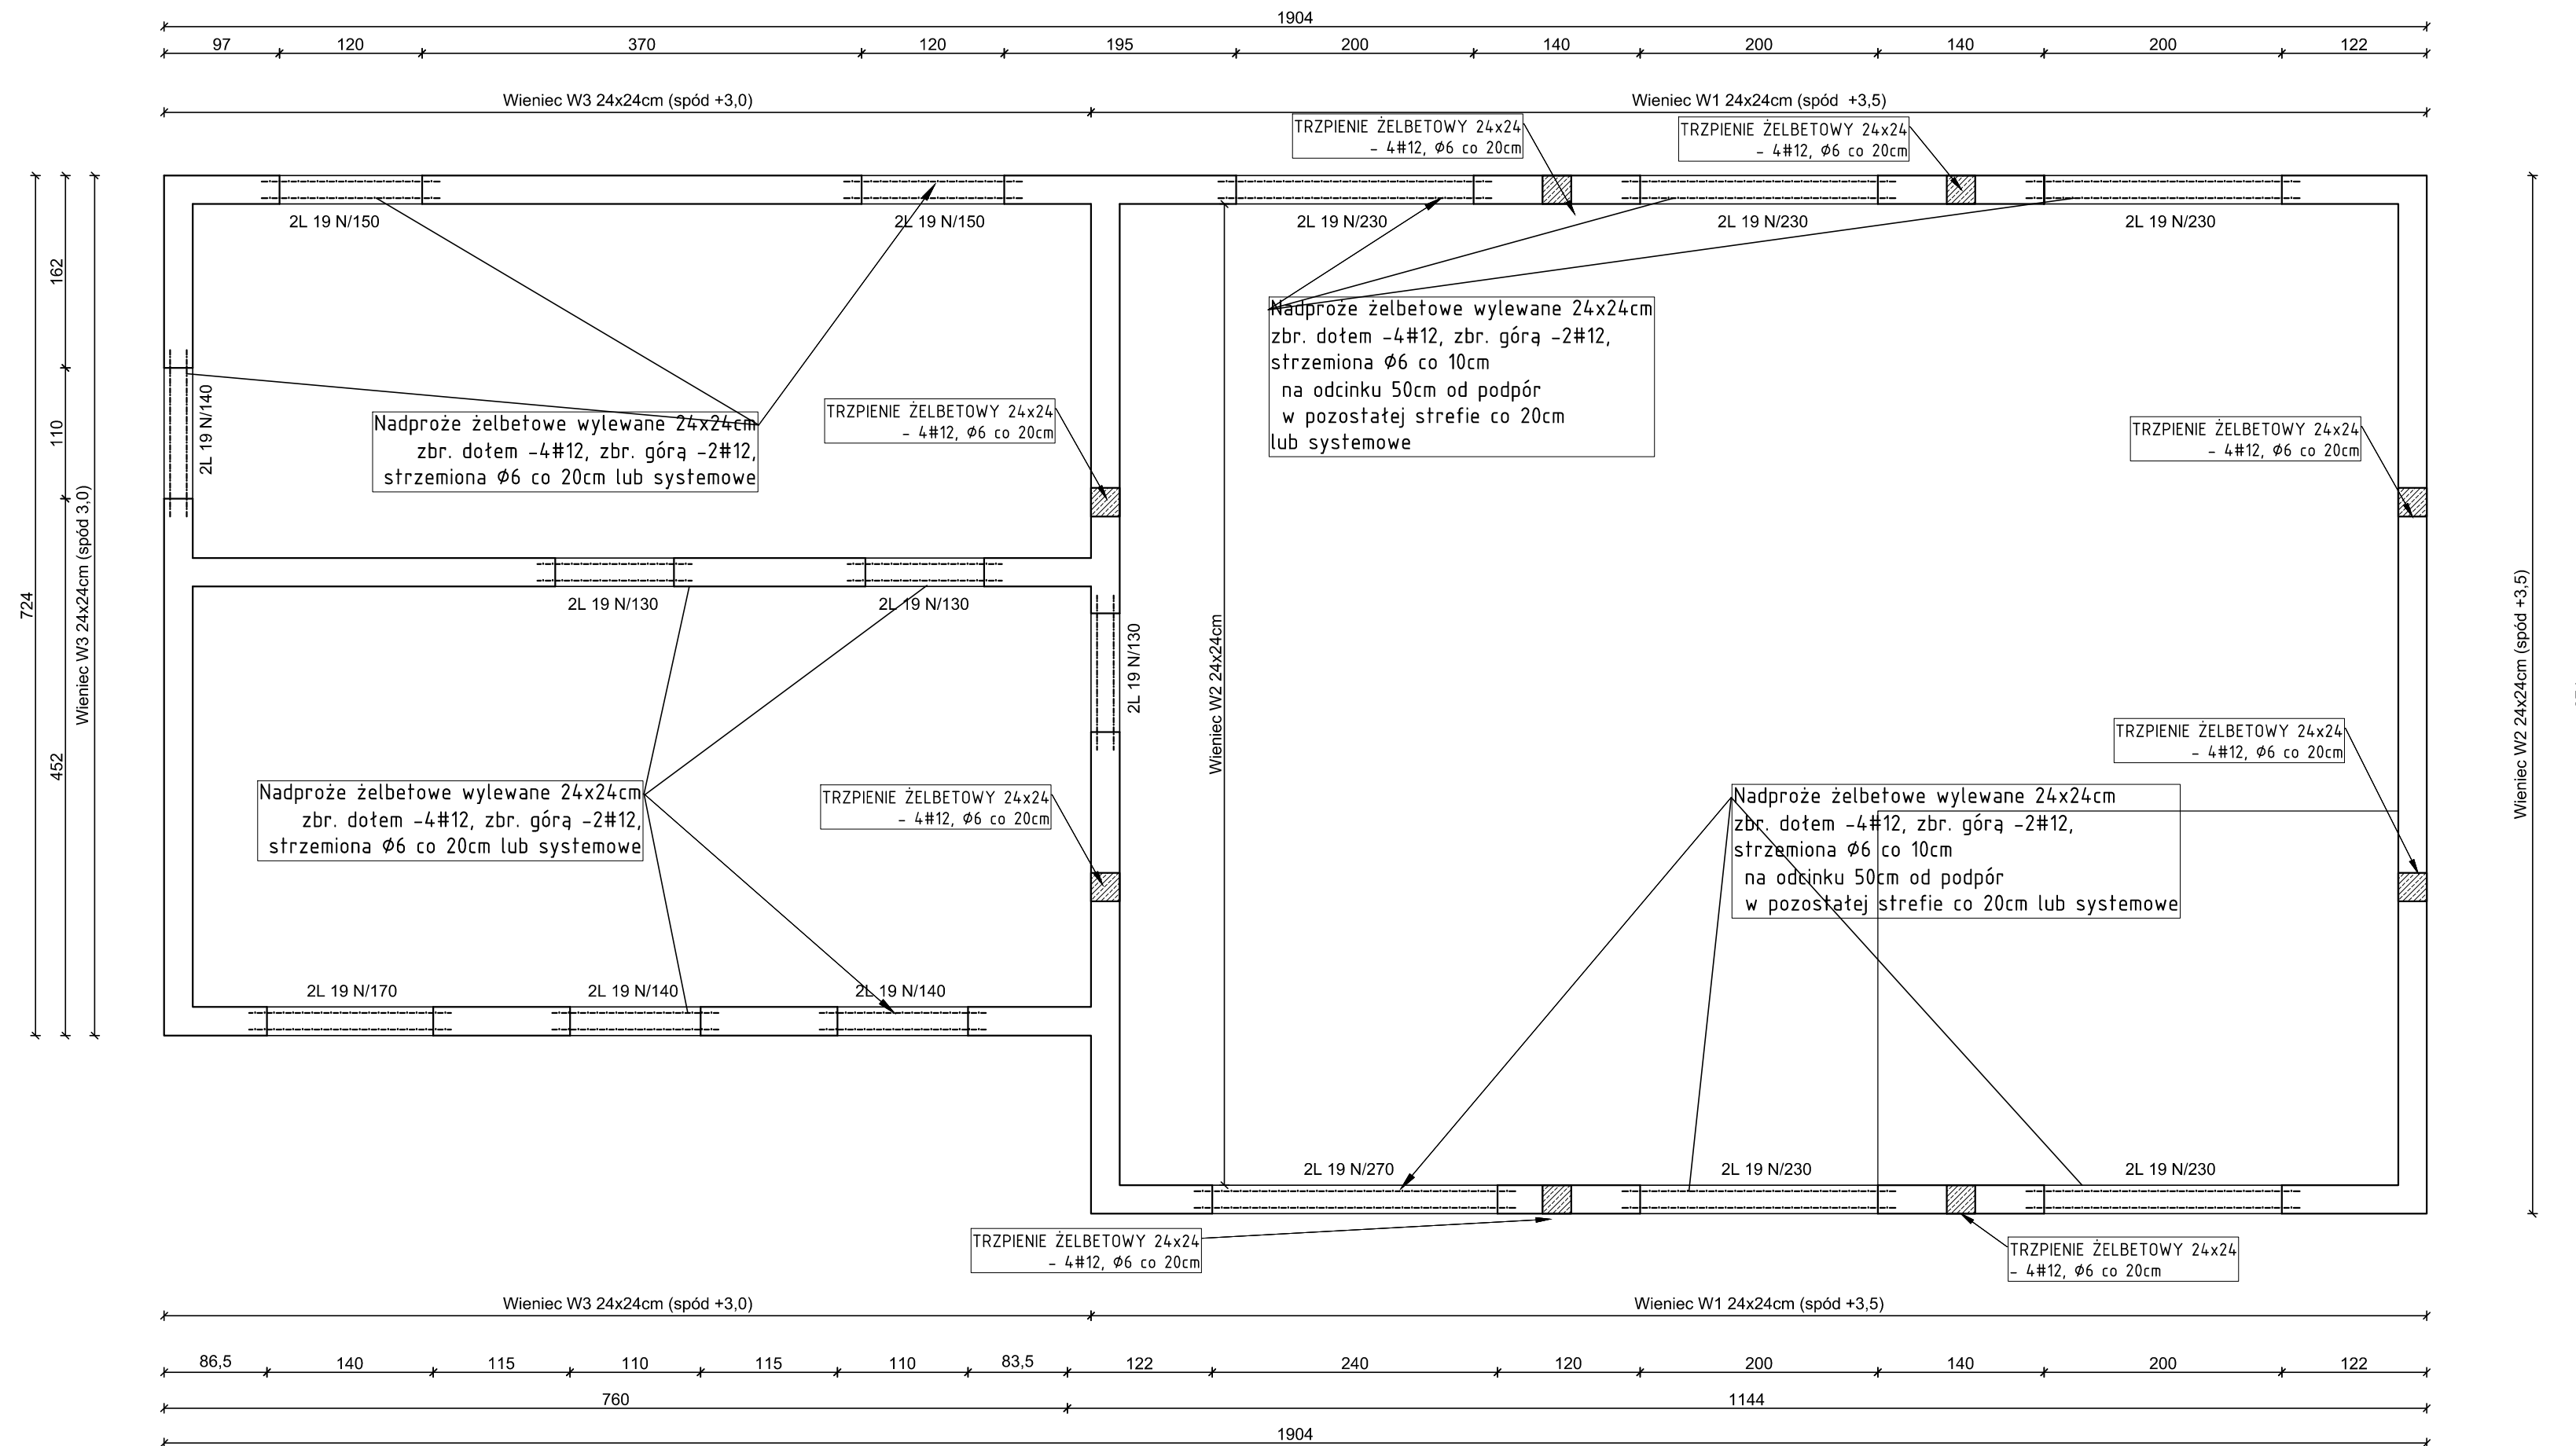 1904
97 120 370 120 195 200 140 200 140 200 122
Wieniec W3 24x24cm (spód +3,0)
Wieniec W1 24x24cm (spód +3,5)
TRZPIENIE ŻELBETOWY 24x24
- 4#12, Ø6 co 20cm
TRZPIENIE ŻELBETOWY 24x24
- 4#12, Ø6 co 20cm
2L 19 N/150
2L 19 N/150
2L 19 N/230
2L 19 N/230
2L 19 N/230
724
162
110
452
Wieniec W3 24x24cm (spód 3,0)
2L 19 N/140
Nadproże żelbetowe wylewane 24x24cm
zbr. dołem -4#12, zbr. górą -2#12,
strzemiona Ø6 co 20cm lub systemowe
TRZPIENIE ŻELBETOWY 24x24
- 4#12, Ø6 co 20cm
Nadproże żelbetowe wylewane 24x24cm
zbr. dołem -4#12, zbr. górą -2#12,
strzemiona Ø6 co 10cm
na odcinku 50cm od podpór
w pozostałej strefie co 20cm
lub systemowe
TRZPIENIE ŻELBETOWY 24x24
- 4#12, Ø6 co 20cm
2L 19 N/130
2L 19 N/130
2L 19 N/130
Wieniec W2 24x24cm
Wieniec W2 24x24cm (spód +3,5)
TRZPIENIE ŻELBETOWY 24x24
- 4#12, Ø6 co 20cm
Nadproże żelbetowe wylewane 24x24cm
zbr. dołem -4#12, zbr. górą -2#12,
strzemiona Ø6 co 20cm lub systemowe
TRZPIENIE ŻELBETOWY 24x24
- 4#12, Ø6 co 20cm
Nadproże żelbetowe wylewane 24x24cm
zbr. dołem -4#12, zbr. górą -2#12,
strzemiona Ø6 co 10cm
na odcinku 50cm od podpór
w pozostałej strefie co 20cm lub systemowe
2L 19 N/170
2L 19 N/140
2L 19 N/140
2L 19 N/270
2L 19 N/230
2L 19 N/230
TRZPIENIE ŻELBETOWY 24x24
- 4#12, Ø6 co 20cm
TRZPIENIE ŻELBETOWY 24x24
- 4#12, Ø6 co 20cm
Wieniec W3 24x24cm (spód +3,0)
Wieniec W1 24x24cm (spód +3,5)
86,5 140 115 110 115 110 83,5 122 240 120 200 140 200 122
760 1144
1904